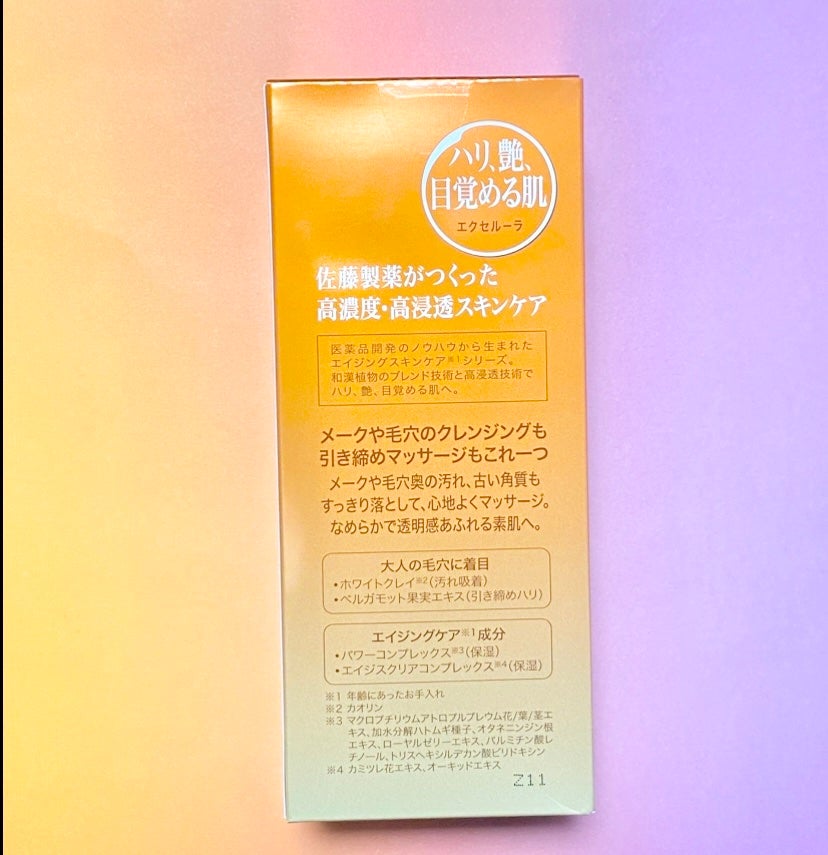 ハリ、艶、
目覚める肌
エクセルーラ
佐藤製薬がつくった
高濃度・高浸透スキンケア
医薬品開発のノウハウから生まれた
エイジングスキンケア※1シリーズ。
和漢植物のブレンド技術と高浸透技術で
ハリ、艶、目覚める肌へ。
メークや毛穴のクレンジングも
引き締めマッサージもこれ一つ
メークや毛穴奥の汚れ、古い角質も
すっきり落として、心地よくマッサージ。
なめらかで透明感あふれる素肌へ。
大人の毛穴に着目
•ホワイトクレイ※2(汚れ吸着)
•ベルガモット果実エキス(引き締めハリ)
エイジングケア※1成分
•パワーコンプレックス※3(保湿)
•エイジスクリアコンプレックス※4(保湿)
※1 年齢にあったお手入れ
※2 カオリン
※3 マクロプチリウムアトロプルプレウム花/葉/茎エ
キス、加水分解ハトムギ種子、オタネニンジン根
エキス、ローヤルゼリーエキス、パルミチン酸レ
チノール、トリスヘキシルデカン酸ピリドキシン
※4 カミツレ花エキス、オーキッドエキス
Z11